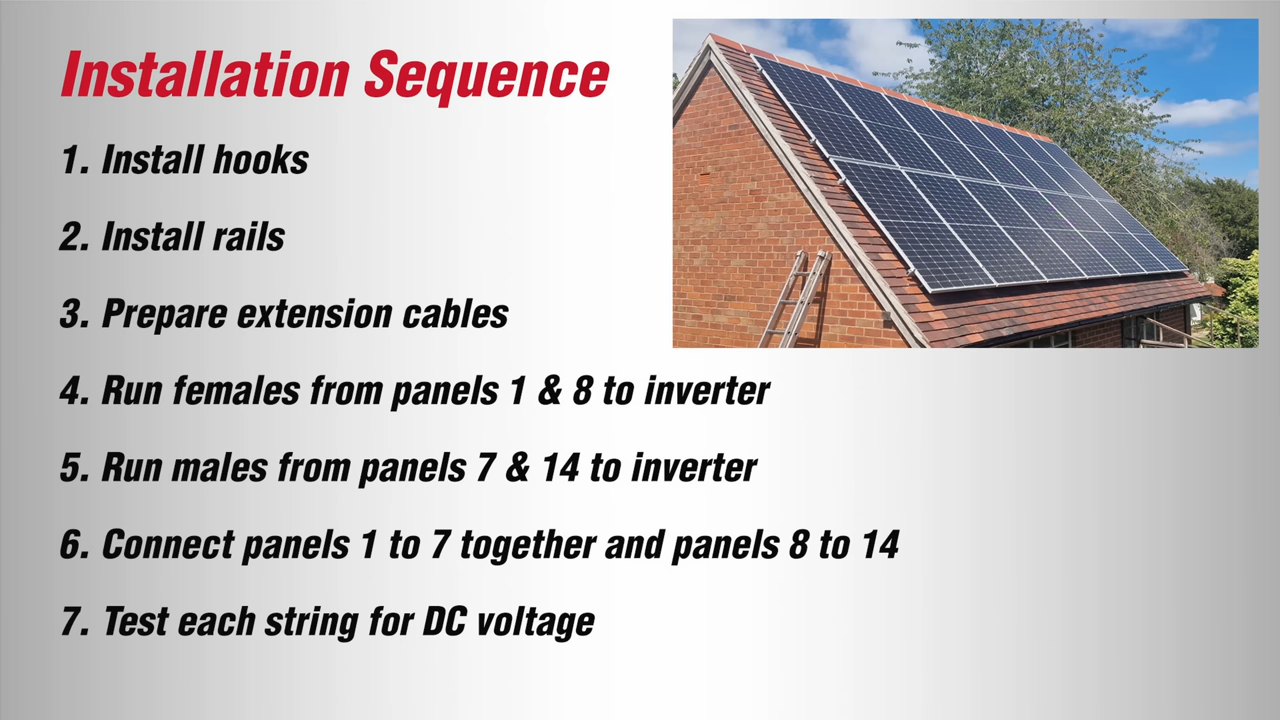 Installation Sequence
1. Install hooks
2. Install rails
3. Prepare extension cables
4. Run females from panels 1 & 8 to inverter
5. Run males from panels 7 & 14 to inverter
6. Connect panels 1 to 7 together and panels 8 to 14
7. Test each string for DC voltage